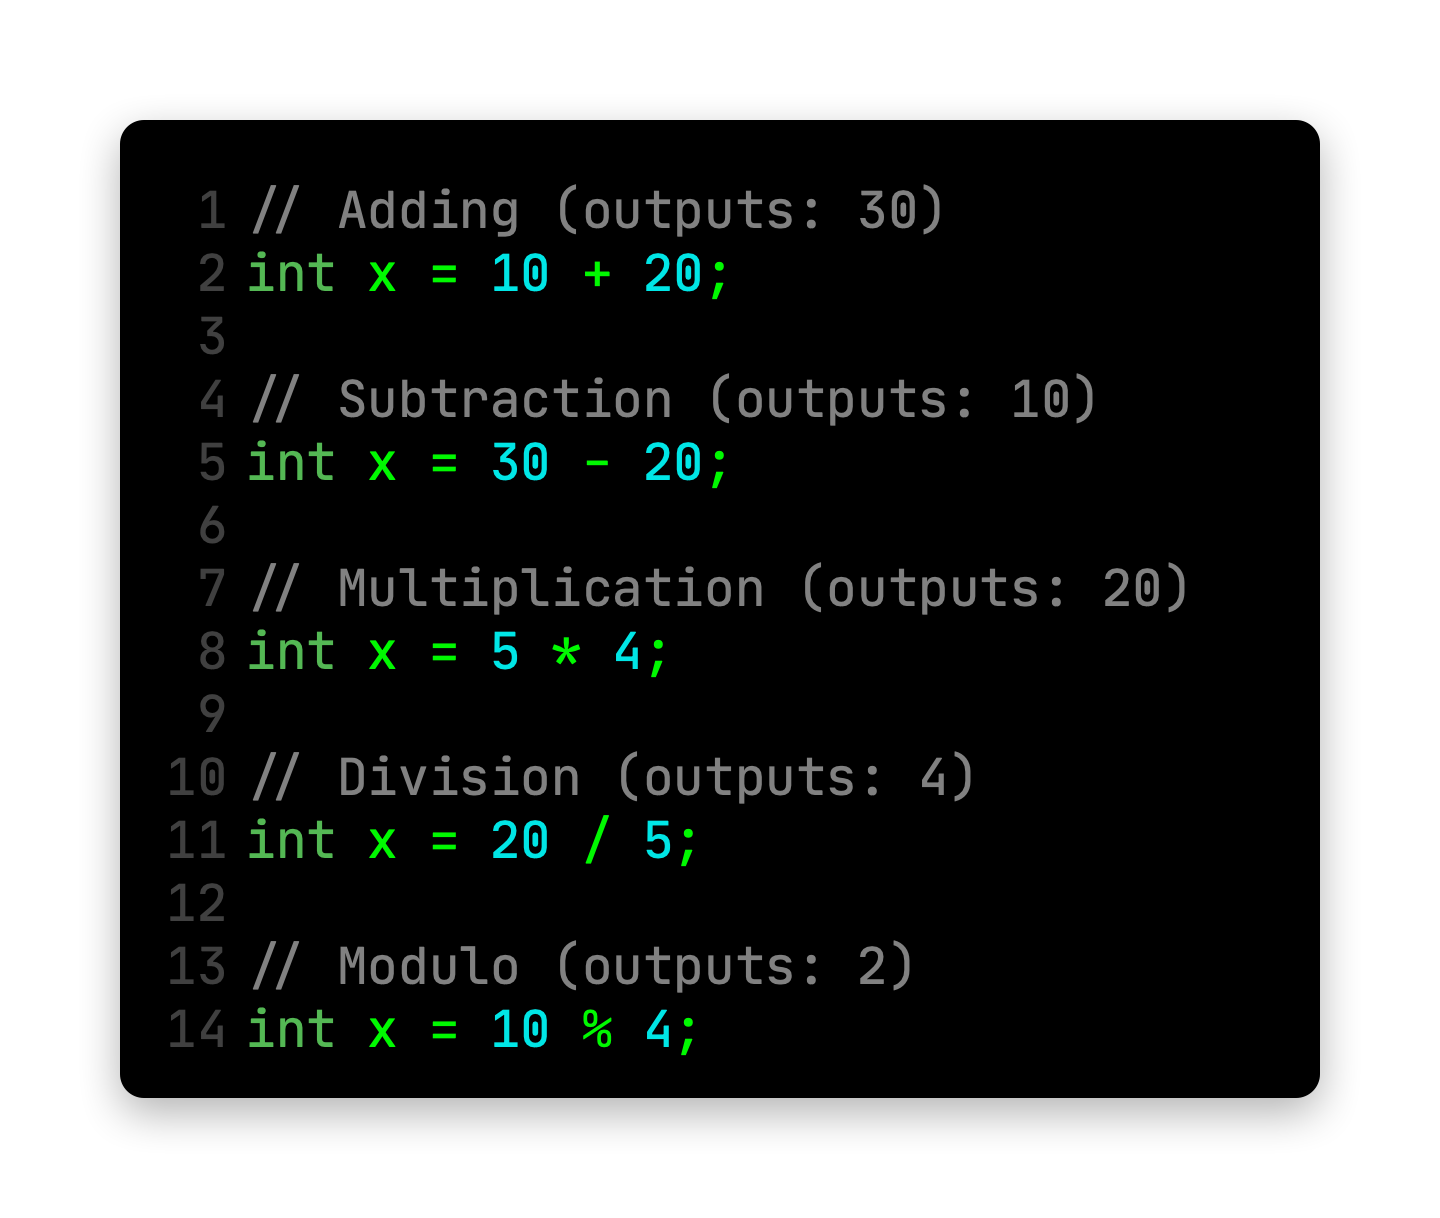 1 // Adding (outputs: 30)
2 int x = 10 + 20;
3
4 // Subtraction (outputs: 10)
5 int x = 30 - 20;
6
7 // Multiplication (outputs: 20)
8 int x = 5 * 4;
9
10 // Division (outputs: 4)
11 int x = 20 / 5;
12
13 // Modulo (outputs: 2)
14 int x = 10 % 4;